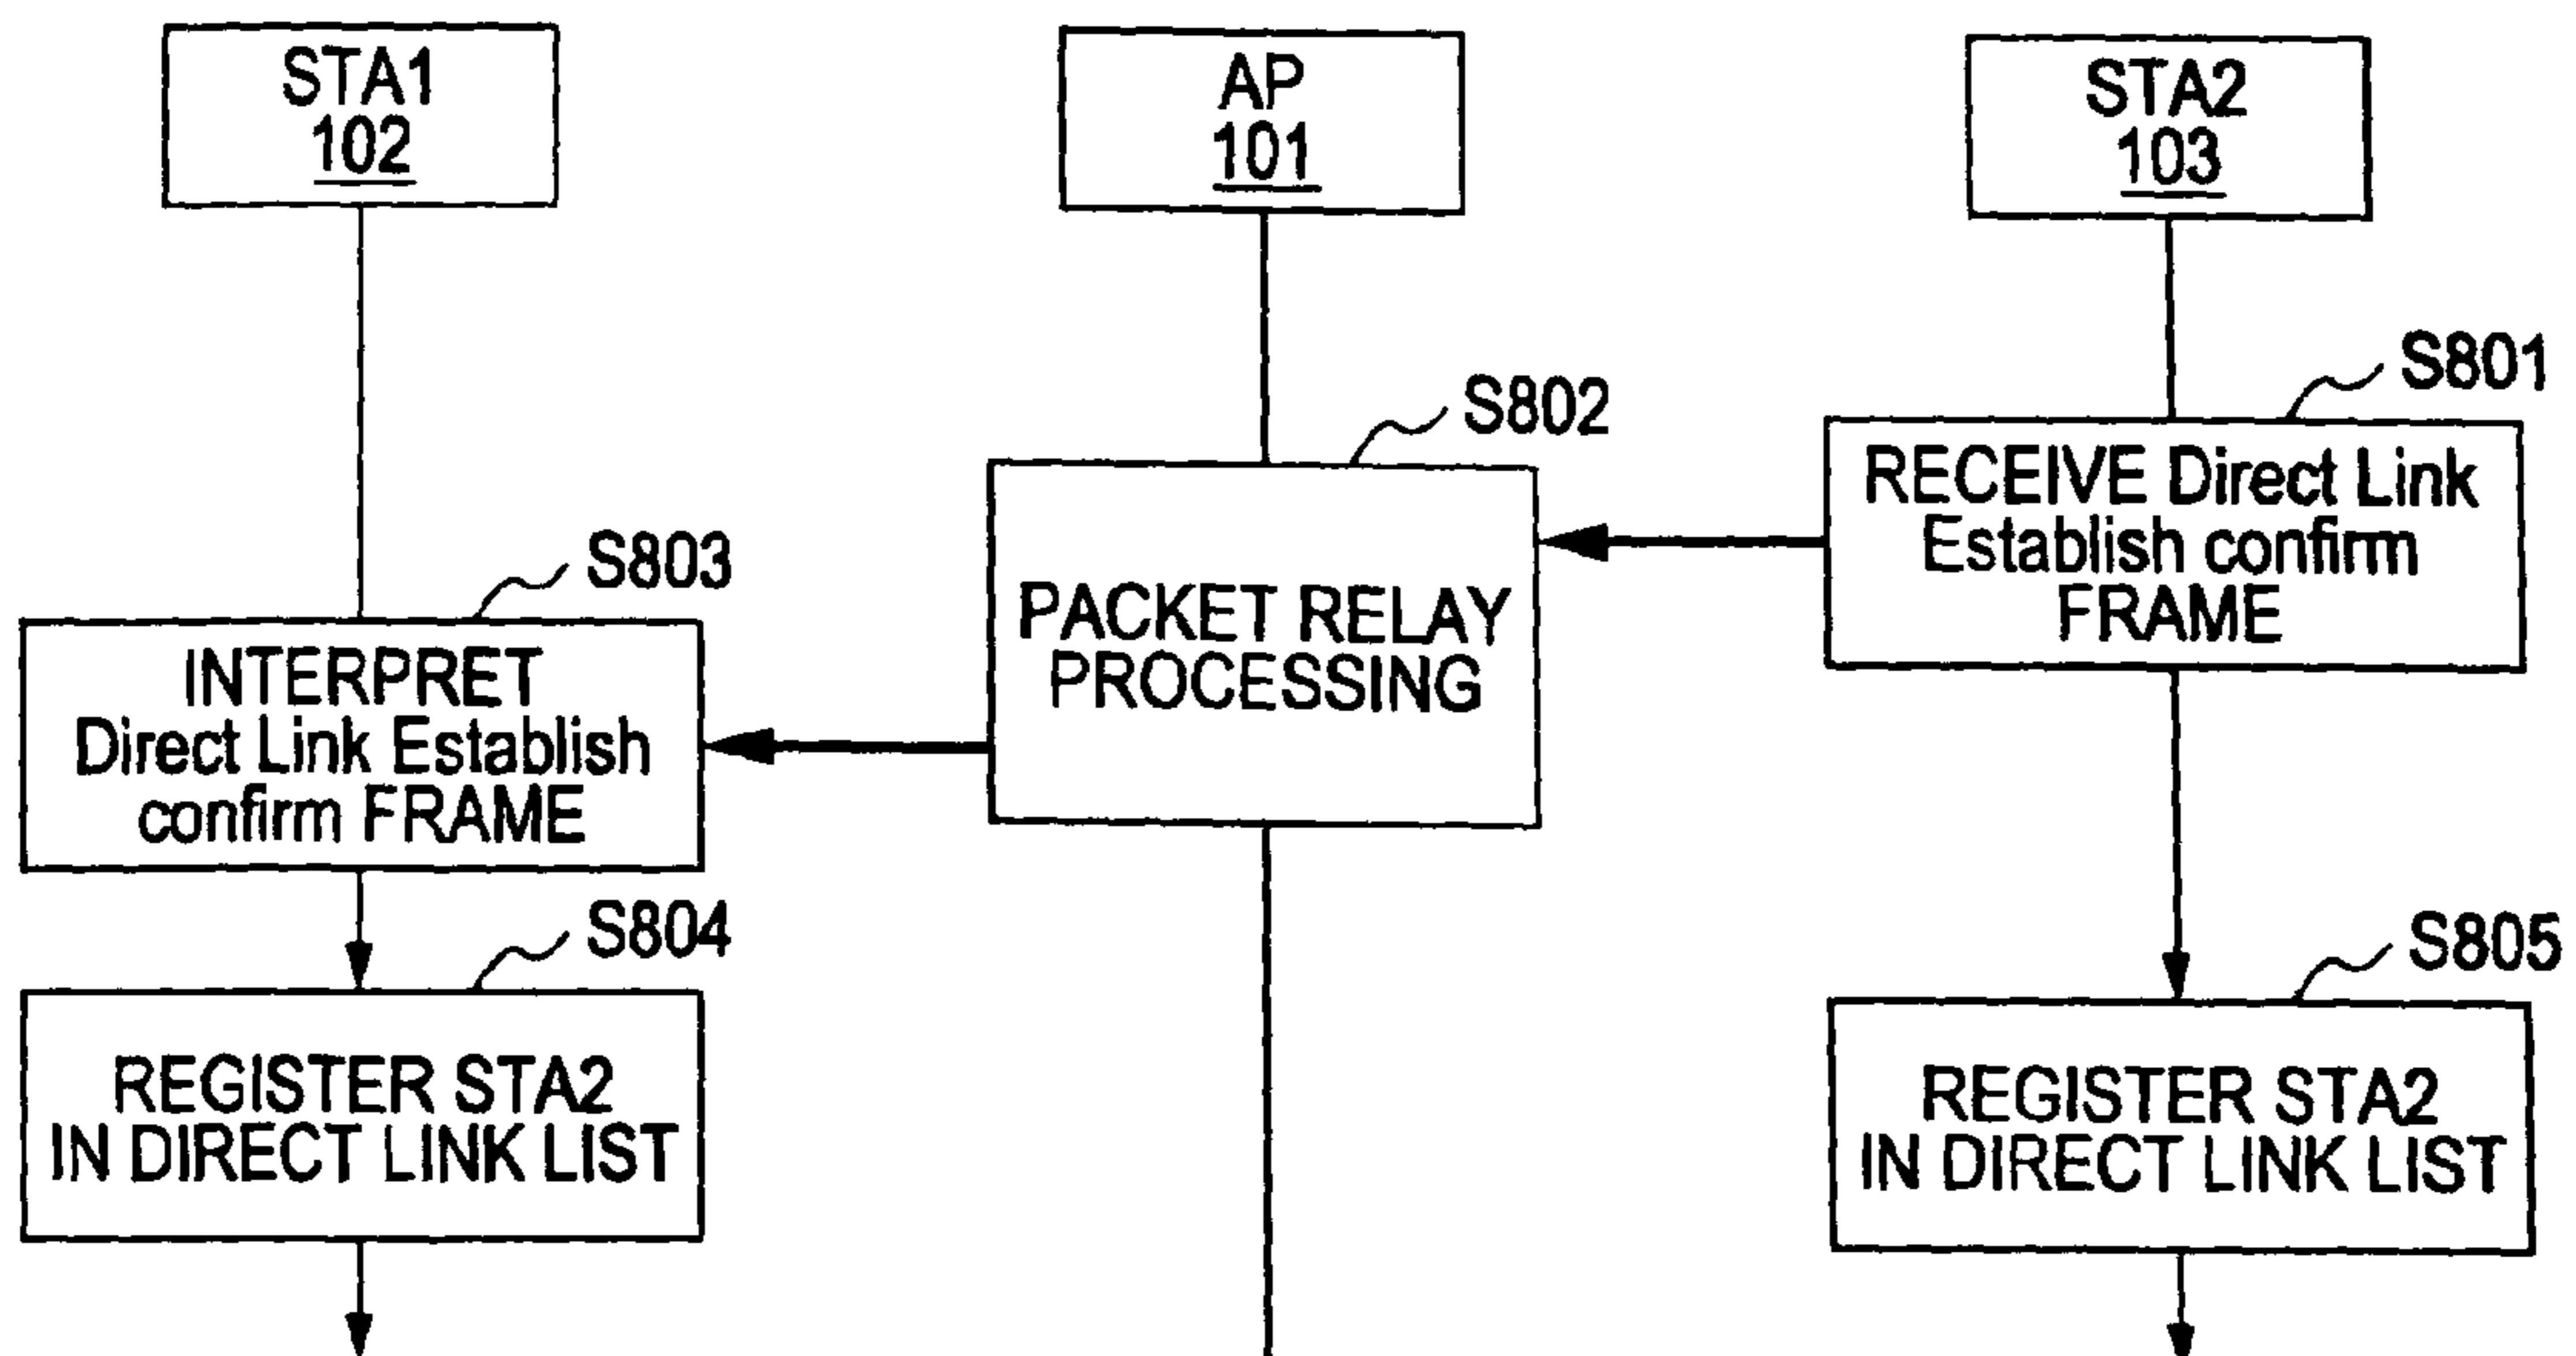 STA1
102
AP
101
STA2
103
S801
RECEIVE Direct Link
Establish confirm
FRAME
S802
PACKET RELAY
PROCESSING
S803
INTERPRET
Direct Link Establish
confirm FRAME
S804
REGISTER STA2
IN DIRECT LINK LIST
S805
REGISTER STA2
IN DIRECT LINK LIST